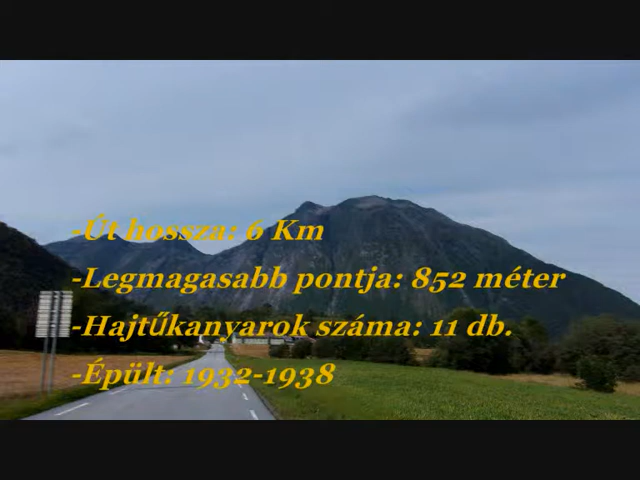 -Út hossza: 6 Km
-Legmagasabb pontja: 852 méter
-Hajtűkanyarok száma: 11 db.
-Épült: 1932-1938